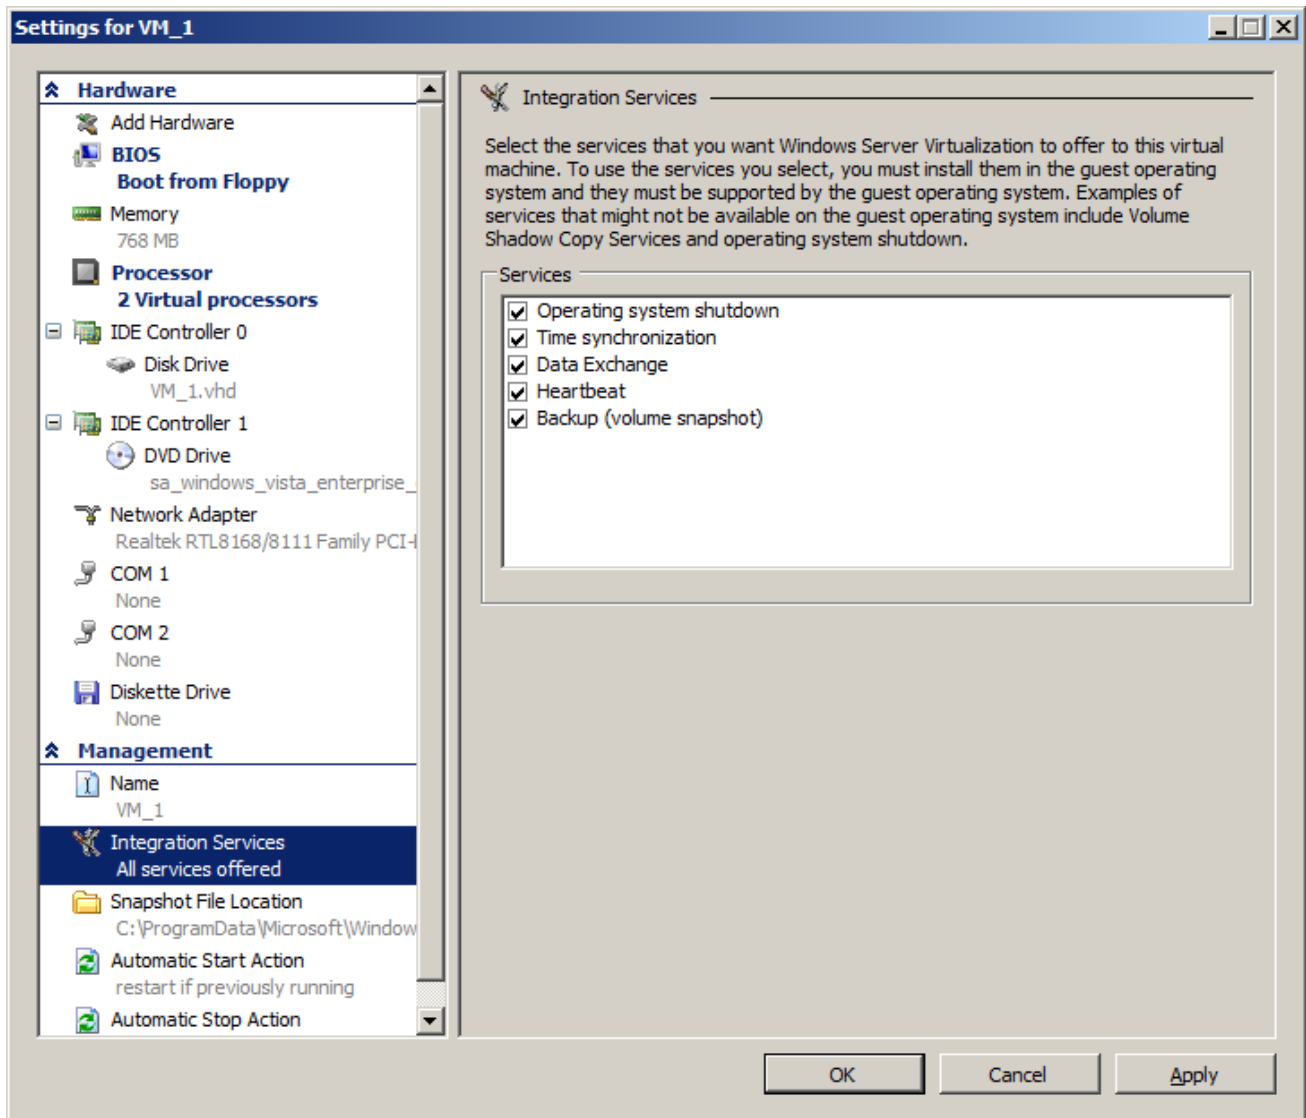 Settings for VM_1
Hardware
Add Hardware
BIOS
Boot from Floppy
Memory
768 MB
Processor
2 Virtual processors
IDE Controller 0
Disk Drive
VM_1.vhd
IDE Controller 1
DVD Drive
sa_windows_vista_enterprise_
Network Adapter
Realtek RTL8168/8111 Family PCI-
COM 1
None
COM 2
None
Diskette Drive
None
Management
Name
VM_1
Integration Services
All services offered
Snapshot File Location
C:\ProgramData\Microsoft\Window
Automatic Start Action
restart if previously running
Automatic Stop Action
Integration Services
Select the services that you want Windows Server Virtualization to offer to this virtual
machine. To use the services you select, you must install them in the guest operating
system and they must be supported by the guest operating system. Examples of
services that might not be available on the guest operating system include Volume
Shadow Copy Services and operating system shutdown.
Services
Operating system shutdown
Time synchronization
Data Exchange
Heartbeat
Backup (volume snapshot)
OK
Cancel
Apply